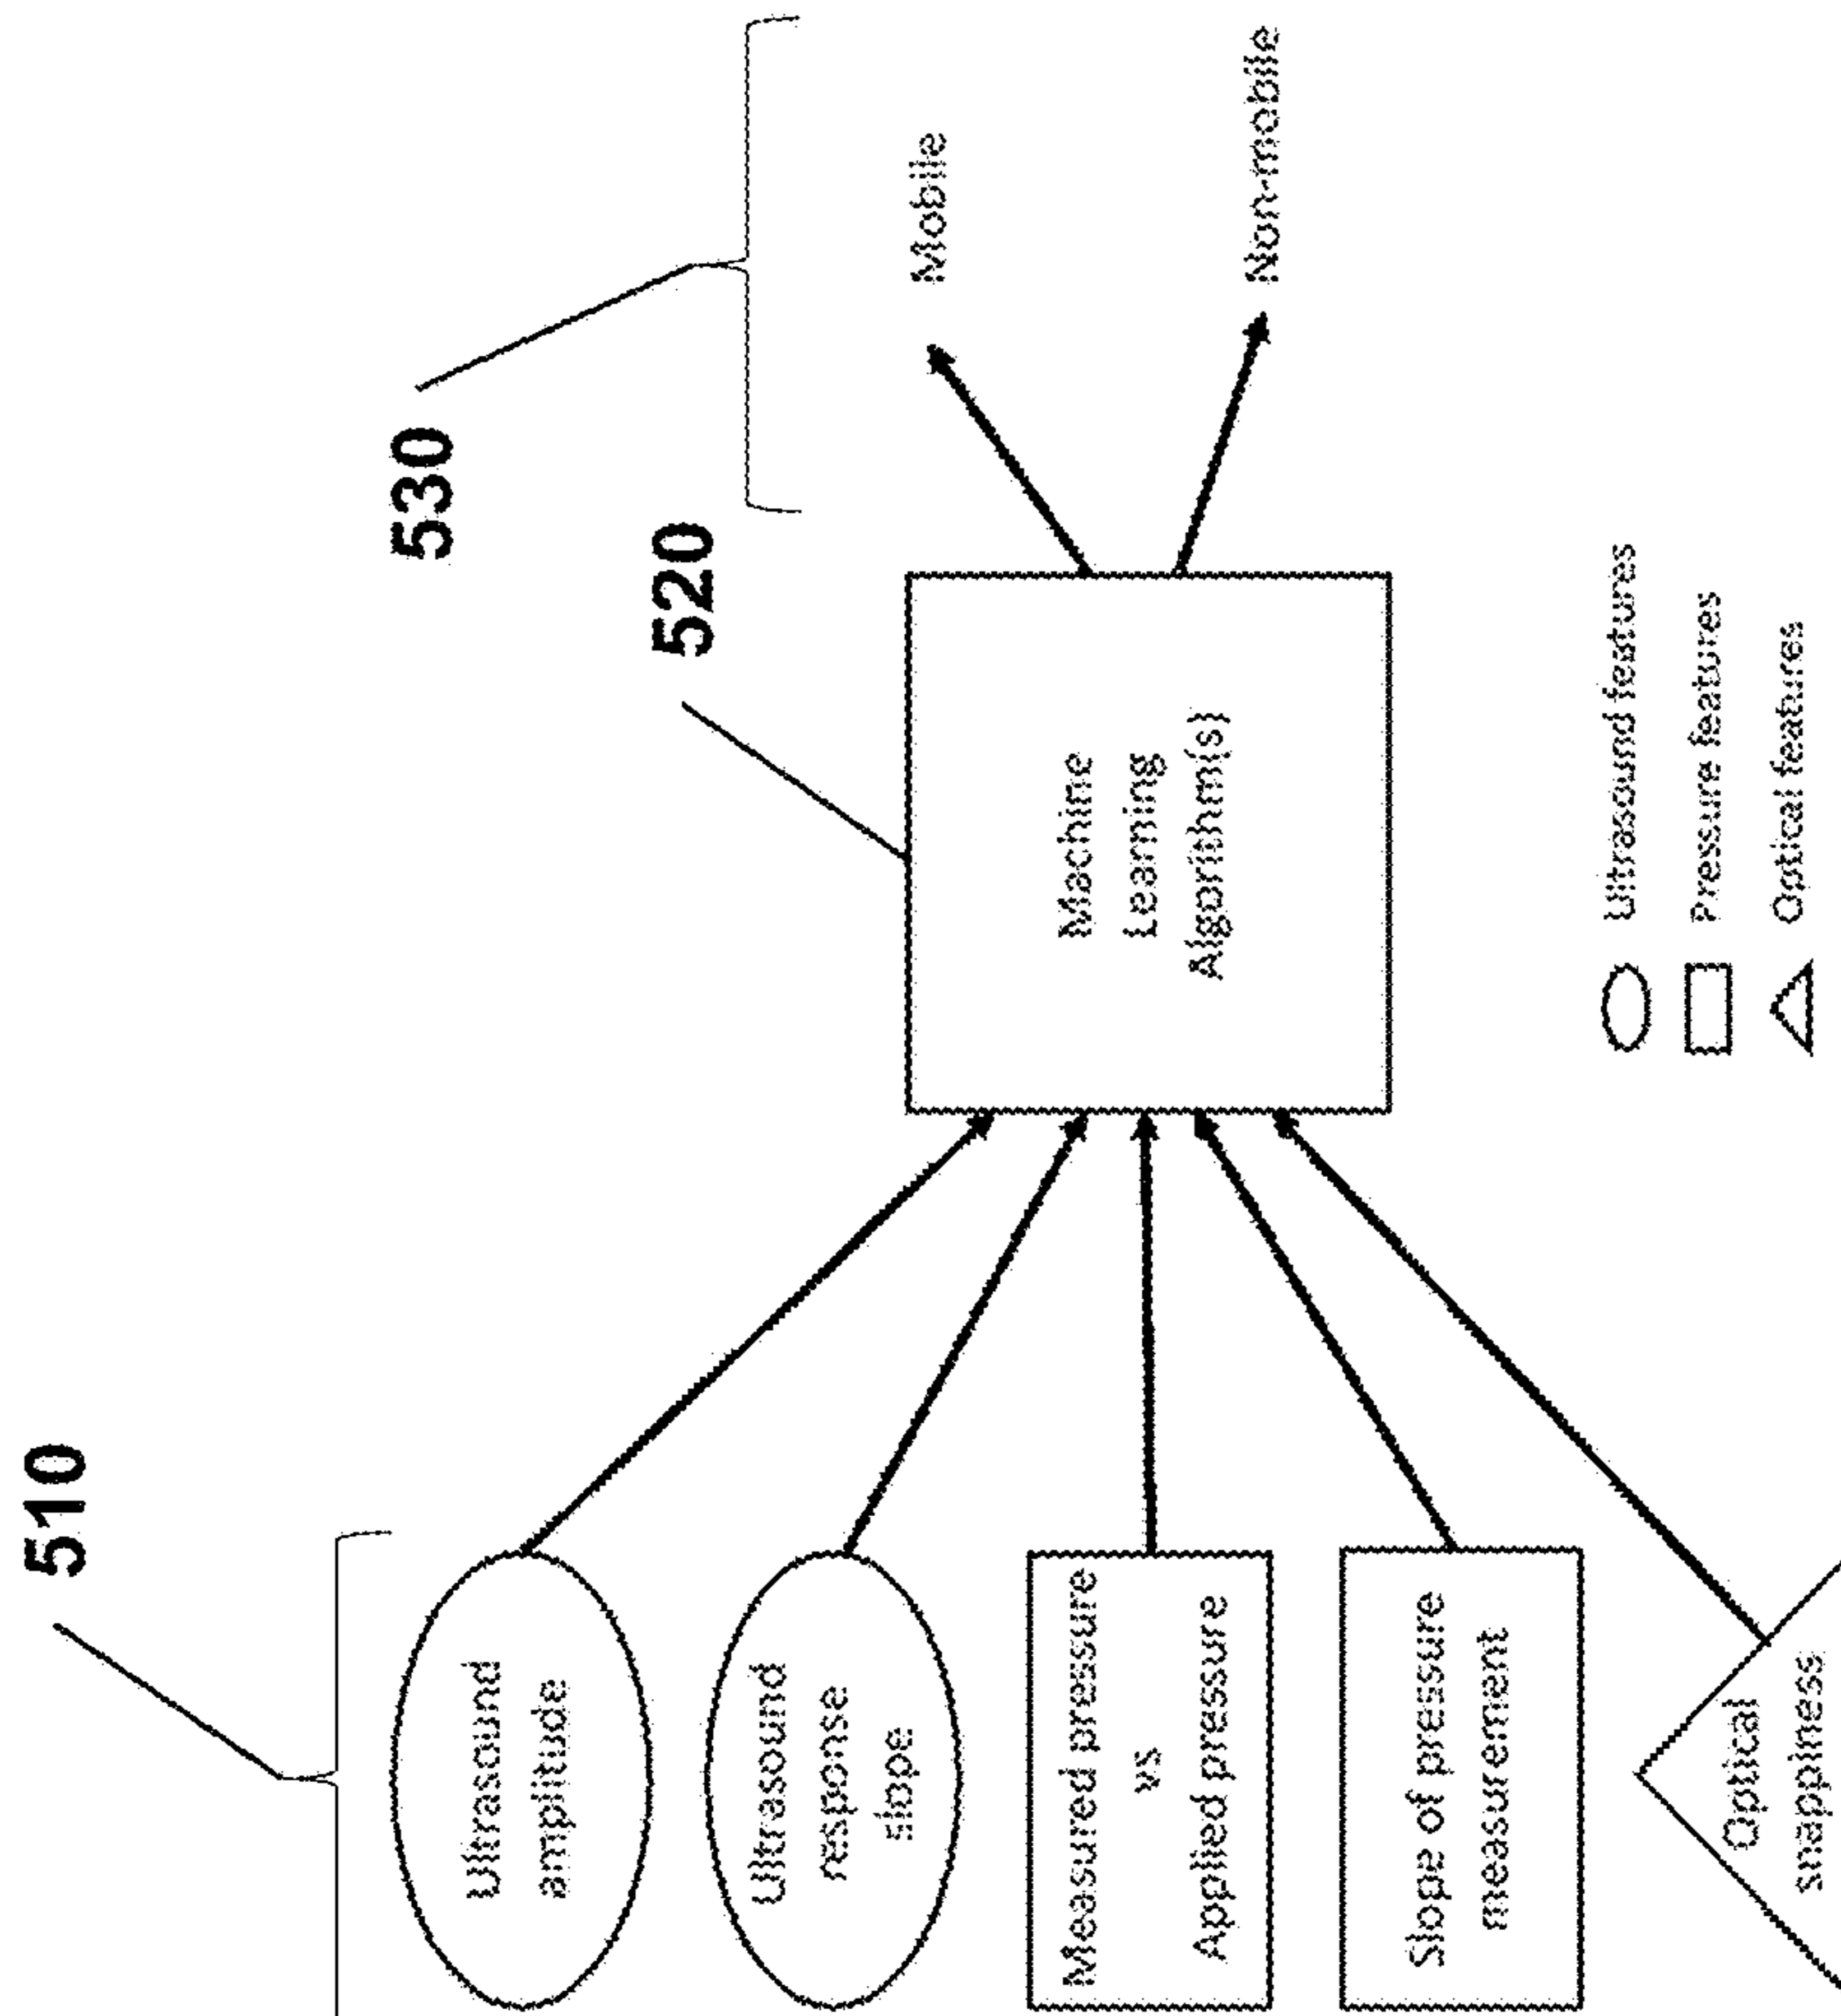 510
Ultrasound
amplitude
Ultrasound
response
slope
Measured pressure
vs
Applied pressure
Slope of pressure
measurement
Optical
snappiness
520
Machine
Learning
Algorithm(s)
530
Mobile
Non-mobile
Ultrasound features
Pressure features
Optical features